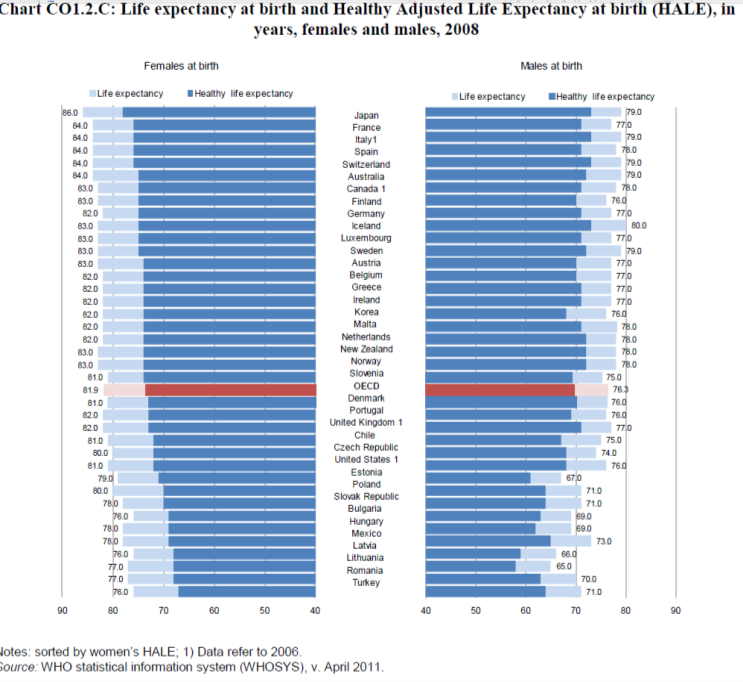 Chart CO1.2.C: Life expectancy at birth and Healthy Adjusted Life Expectancy at birth (HALE), in
years, females and males, 2008
Females at birth Males at birth
Life expectancy Healthy life expectancy Life expectancy Healthy life expectancy
86.0 Japan 79.0
84.0 France 77.0
84.0 Italy1 79.0
84.0 Spain 78.0
84.0 Switzerland 79.0
84.0 Australia 79.0
83.0 Canada 1 78.0
83.0 Finland 76.0
82.0 Germany 77.0
83.0 Iceland 80.0
83.0 Luxembourg 77.0
83.0 Sweden 79.0
83.0 Austria 77.0
82.0 Belgium 77.0
82.0 Greece 77.0
82.0 Ireland 77.0
82.0 Korea 76.0
82.0 Malta 78.0
82.0 Netherlands 78.0
83.0 New Zealand 78.0
83.0 Norway 78.0
81.0 Slovenia 75.0
81.9 OECD 76.3
81.0 Denmark 76.0
82.0 Portugal 76.0
82.0 United Kingdom 1 77.0
81.0 Chile 75.0
80.0 Czech Republic 74.0
81.0 United States 1 76.0
79.0 Estonia 67.0
80.0 Poland 71.0
78.0 Slovak Republic 71.0
76.0 Bulgaria 69.0
78.0 Hungary 69.0
78.0 Mexico 73.0
76.0 Latvia 66.0
77.0 Lithuania 65.0
77.0 Romania 70.0
76.0 Turkey 71.0
90 80 70 60 50 40 40 50 60 70 80 90
Notes: sorted by women's HALE; 1) Data refer to 2006.
Source: WHO statistical information system (WHOSYS), v. April 2011.